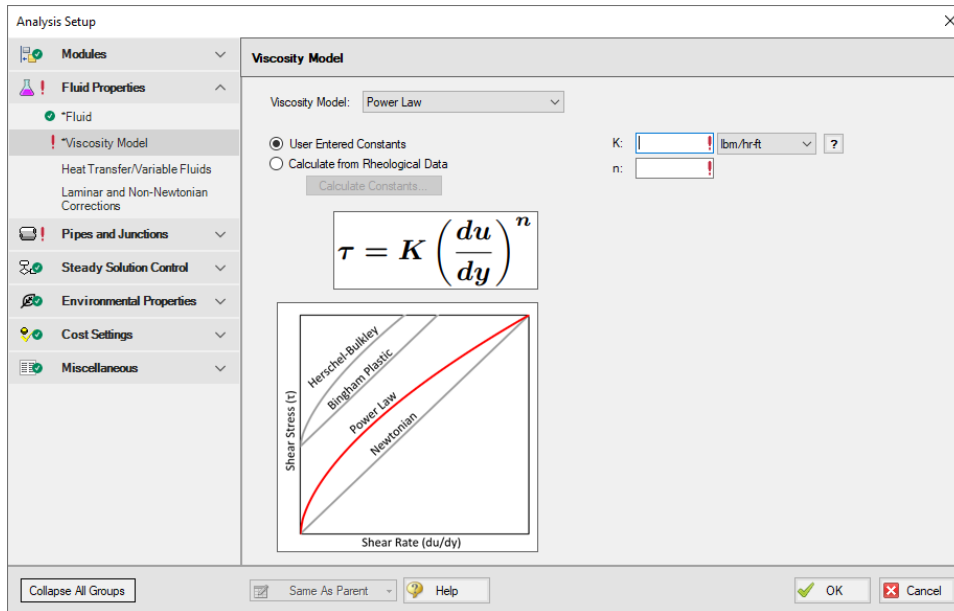 Analysis Setup
Modules
Fluid Properties
*Fluid
*Viscosity Model
Heat Transfer/Variable Fluids
Laminar and Non-Newtonian
Corrections
Pipes and Junctions
Steady Solution Control
Environmental Properties
Cost Settings
Miscellaneous
Collapse All Groups
Viscosity Model
Viscosity Model: Power Law
User Entered Constants
Calculate from Rheological Data
Calculate Constants...
K: lbm/hr-ft ?
n:
τ = K (du/dy)^n
Shear Stress (τ)
Herschel-Bulkley
Bingham Plastic
Power Law
Newtonian
Shear Rate (du/dy)
Same As Parent
Help
OK
Cancel